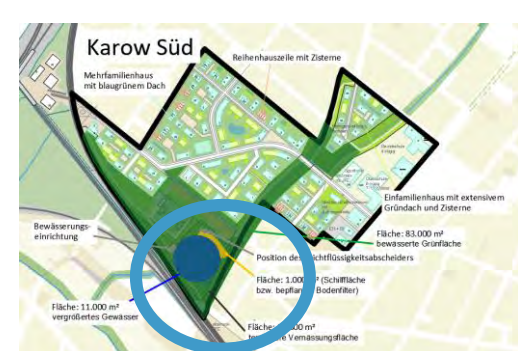 Karow Süd
Reihenhauszeile mit Zisterne
Mehrfamilienhaus
mit blaugrünem Dach
Einfamilienhaus mit extensivem
Gründach und Zisterne
Bewässerungs-
einrichtung
Fläche: 83.000 m²
bewässerte Grünfläche
Position des
Fläche: 1.000 m² (Schilffläche
bzw. bepflanzter Bodenfilter)
Fläche: 11.000 m²
vergrößertes Gewässer
Fläche: m²
Vernässungsfläche